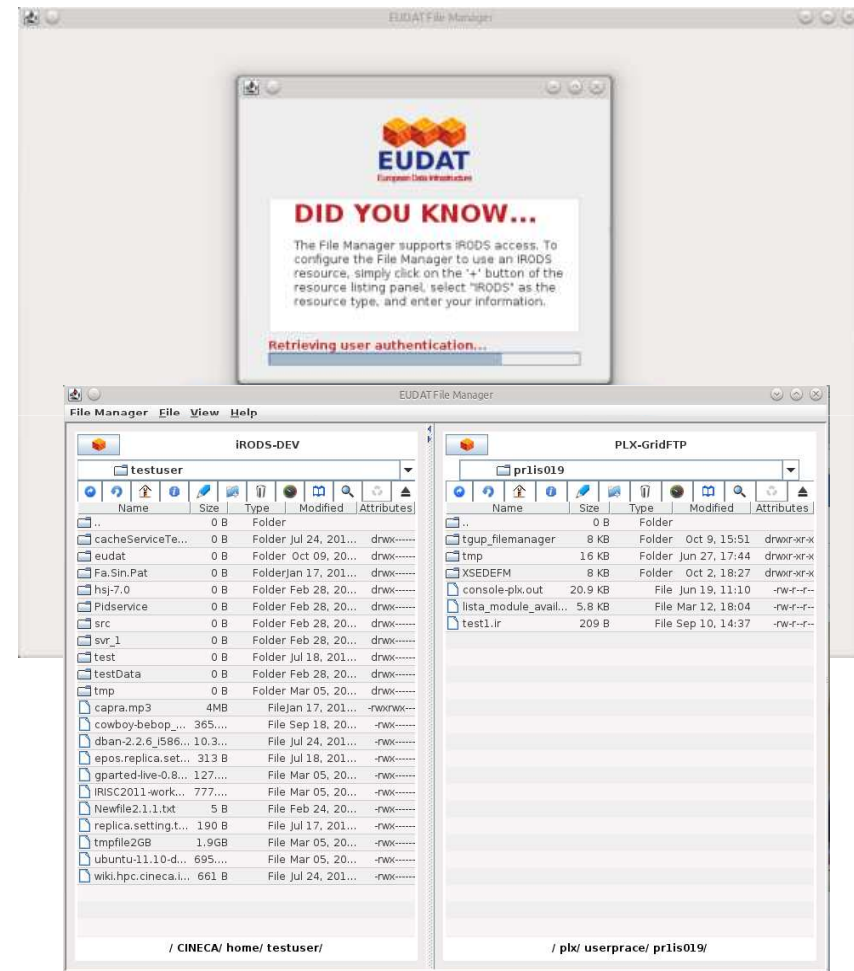 EUDAT File Manager
EUDAT
European Data Infrastructure
DID YOU KNOW...
The File Manager supports iRODS access. To
configure the File Manager to use an IRODS
resource, simply click on the '+' button of the
resource listing panel, select "IRODS" as the
resource type, and enter your information.
Retrieving user authentication...
EUDAT File Manager
File Manager File View Help
iRODS-DEV
testuser
Name Size Type Modified Attributes
.. 0 B Folder
cacheServiceTe... 0 B Folder Jul 24, 201... drwx------
eudat 0 B Folder Oct 09, 20... drwx------
Fa.Sin.Pat 0 B Folder Jan 17, 201... drwx------
hsj-7.0 0 B Folder Feb 28, 20... drwx------
Pidservice 0 B Folder Feb 28, 20... drwx------
src 0 B Folder Feb 28, 20... drwx------
svr_1 0 B Folder Feb 28, 20... drwx------
test 0 B Folder Jul 18, 201... drwx------
testData 0 B Folder Feb 28, 20... drwx------
tmp 0 B Folder Mar 05, 20... drwx------
capra.mp3 4MB File Jan 17, 201... -rwxrwx---
cowboy-bebop_... 365.... File Sep 18, 20... -rwx------
dban-2.2.6_i586... 10.3... File Jul 24, 201... -rwx------
epos.replica.set... 313 B File Jul 18, 201... -rwx------
gparted-live-0.8... 127.... File Mar 05, 20... -rwx------
IRISC2011-work... 777.... File Mar 05, 20... -rwx------
Newfile2.1.1.txt 5 B File Feb 24, 201... -rwx------
replica.setting.t... 190 B File Jul 17, 201... -rwx------
tmpfile2GB 1.9GB File Mar 05, 20... -rwx------
ubuntu-11.10-d... 695.... File Mar 05, 20... -rwx------
wiki.hpc.cineca.i... 661 B File Jul 24, 201... -rwx------
/ CINECA/ home/ testuser/
PLX-GridFTP
pr1is019
Name Size Type Modified Attributes
.. 0 B Folder
tgup_filemanager 8 KB Folder Oct 9, 15:51 drwxr-xr-x
tmp 16 KB Folder Jun 27, 17:44 drwxr-xr-x
XSEDEFM 8 KB Folder Oct 2, 18:27 drwxr-xr-x
console-plx.out 20.9 KB File Jun 19, 11:10 -rw-r--r--
lista_module_avail... 5.8 KB File Mar 12, 18:04 -rw-r--r--
test1.ir 209 B File Sep 10, 14:37 -rw-r--r--
/ plx/ userprace/ pr1is019/